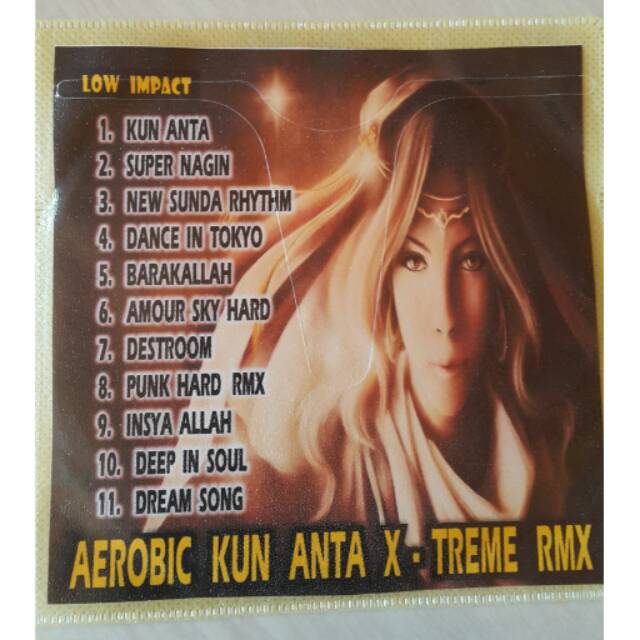 LOW IMPACT
1. KUN ANTA
2. SUPER NAGIN
3. NEW SUNDA RHYTHM
4. DANCE IN TOKYO
5. BARAKALLAH
6. AMOUR SKY HARD
7. DESTROOM
8. PUNK HARD RMX
9. INSYA ALLAH
10. DEEP IN SOUL
11. DREAM SONG
AEROBIC KUN ANTA X - TREME RMX